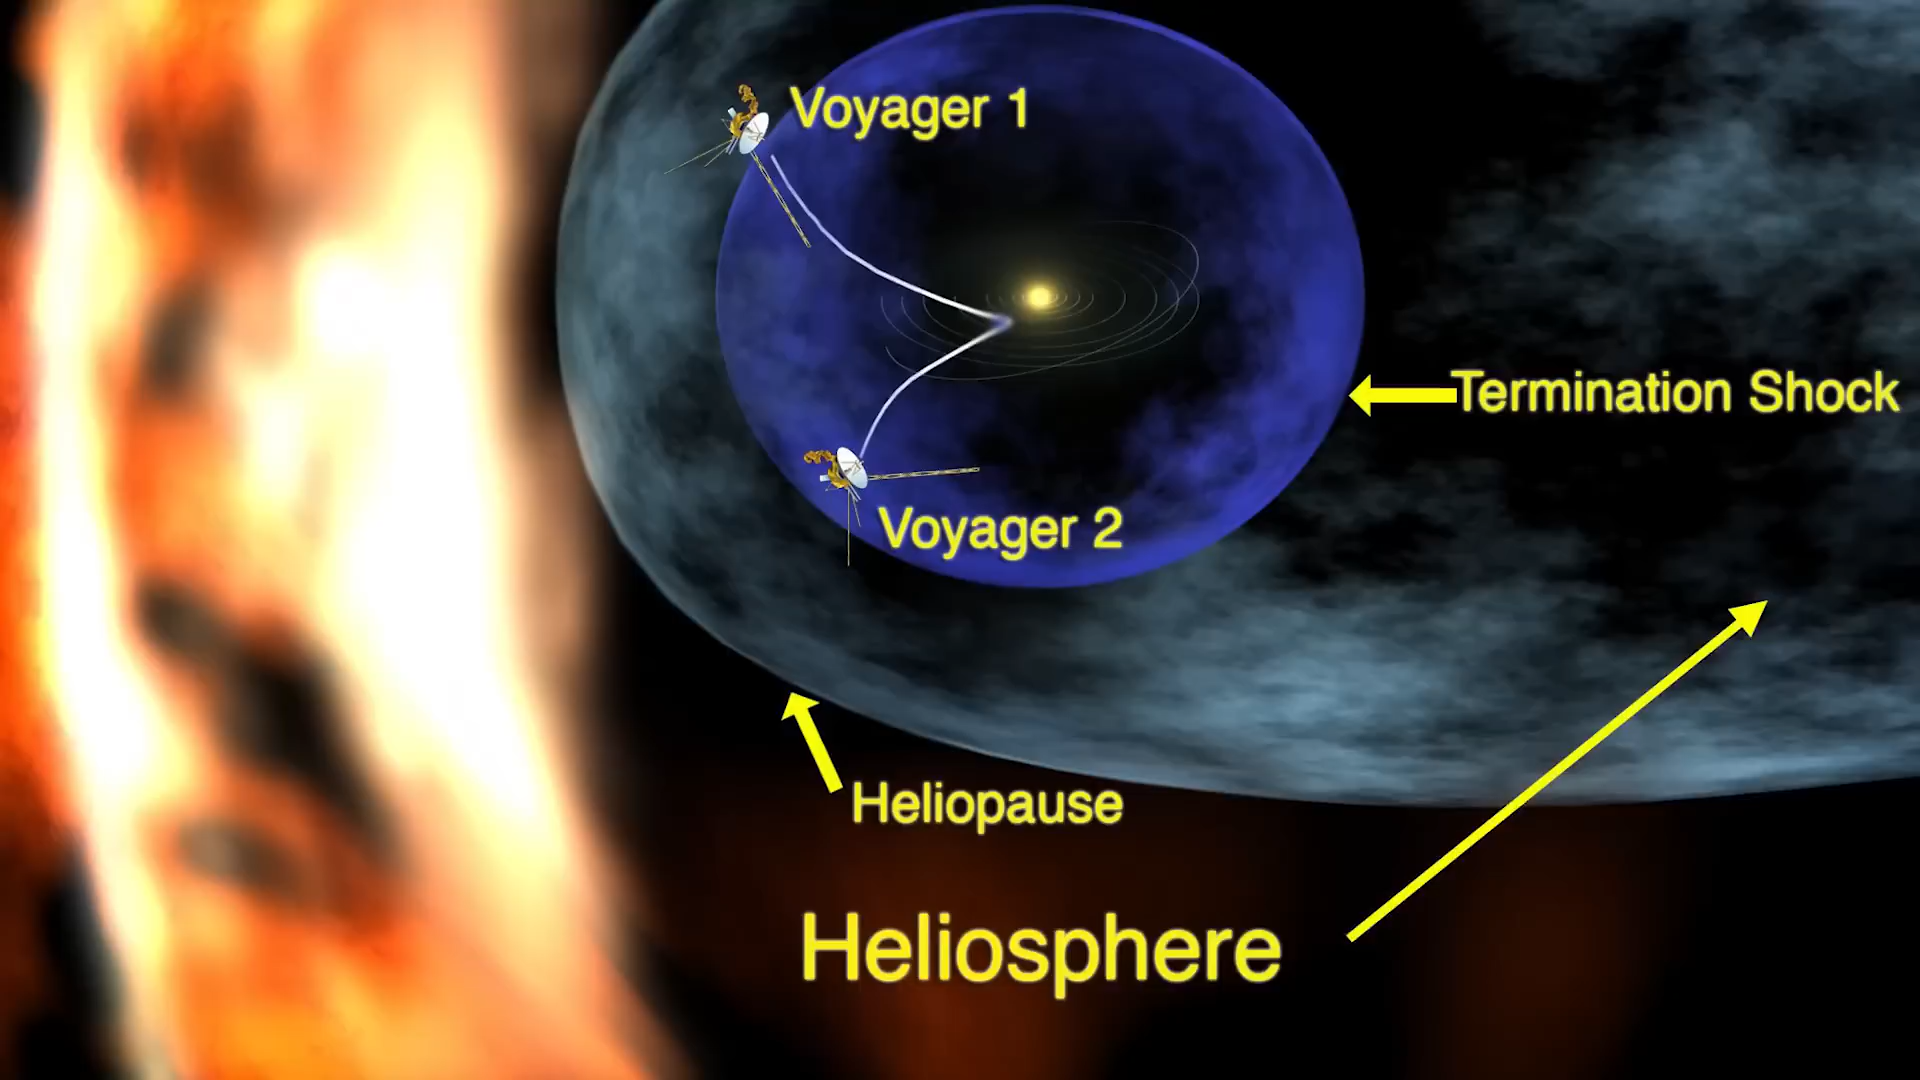 Voyager 1
Termination Shock
Voyager 2
Heliopause
Heliosphere